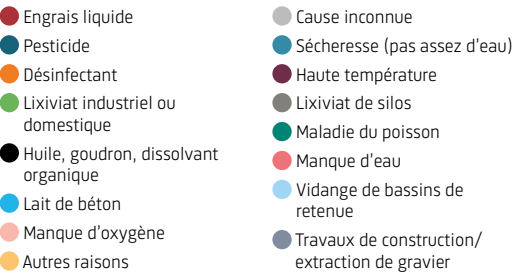 Engrais liquide
Pesticide
Désinfectant
Lixiviat industriel ou
domestique
Huile, goudron, dissolvant
organique
Lait de béton
Manque d'oxygène
Autres raisons
Cause inconnue
Sécheresse (pas assez d'eau)
Haute température
Lixiviat de silos
Maladie du poisson
Manque d'eau
Vidange de bassins de
retenue
Travaux de construction/
extraction de gravier